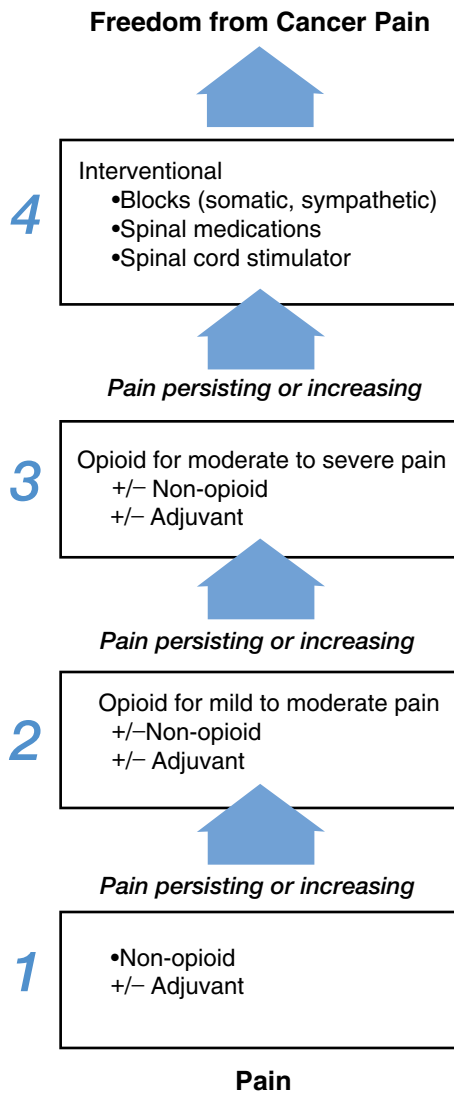 Freedom from Cancer Pain
4
Interventional
•Blocks (somatic, sympathetic)
•Spinal medications
•Spinal cord stimulator
Pain persisting or increasing
3
Opioid for moderate to severe pain
+/– Non-opioid
+/– Adjuvant
Pain persisting or increasing
2
Opioid for mild to moderate pain
+/–Non-opioid
+/– Adjuvant
Pain persisting or increasing
1
•Non-opioid
+/– Adjuvant
Pain